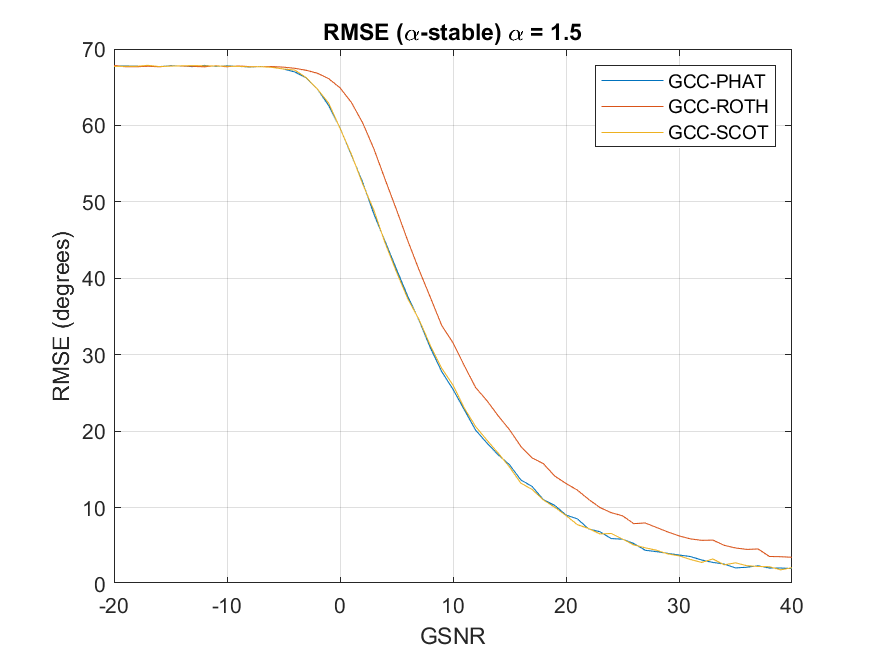 RMSE (α-stable) α = 1.5
70
60
50
40
30
20
10
0
RMSE (degrees)
GCC-PHAT
GCC-ROTH
GCC-SCOT
-20
-10
0
10
20
30
40
GSNR